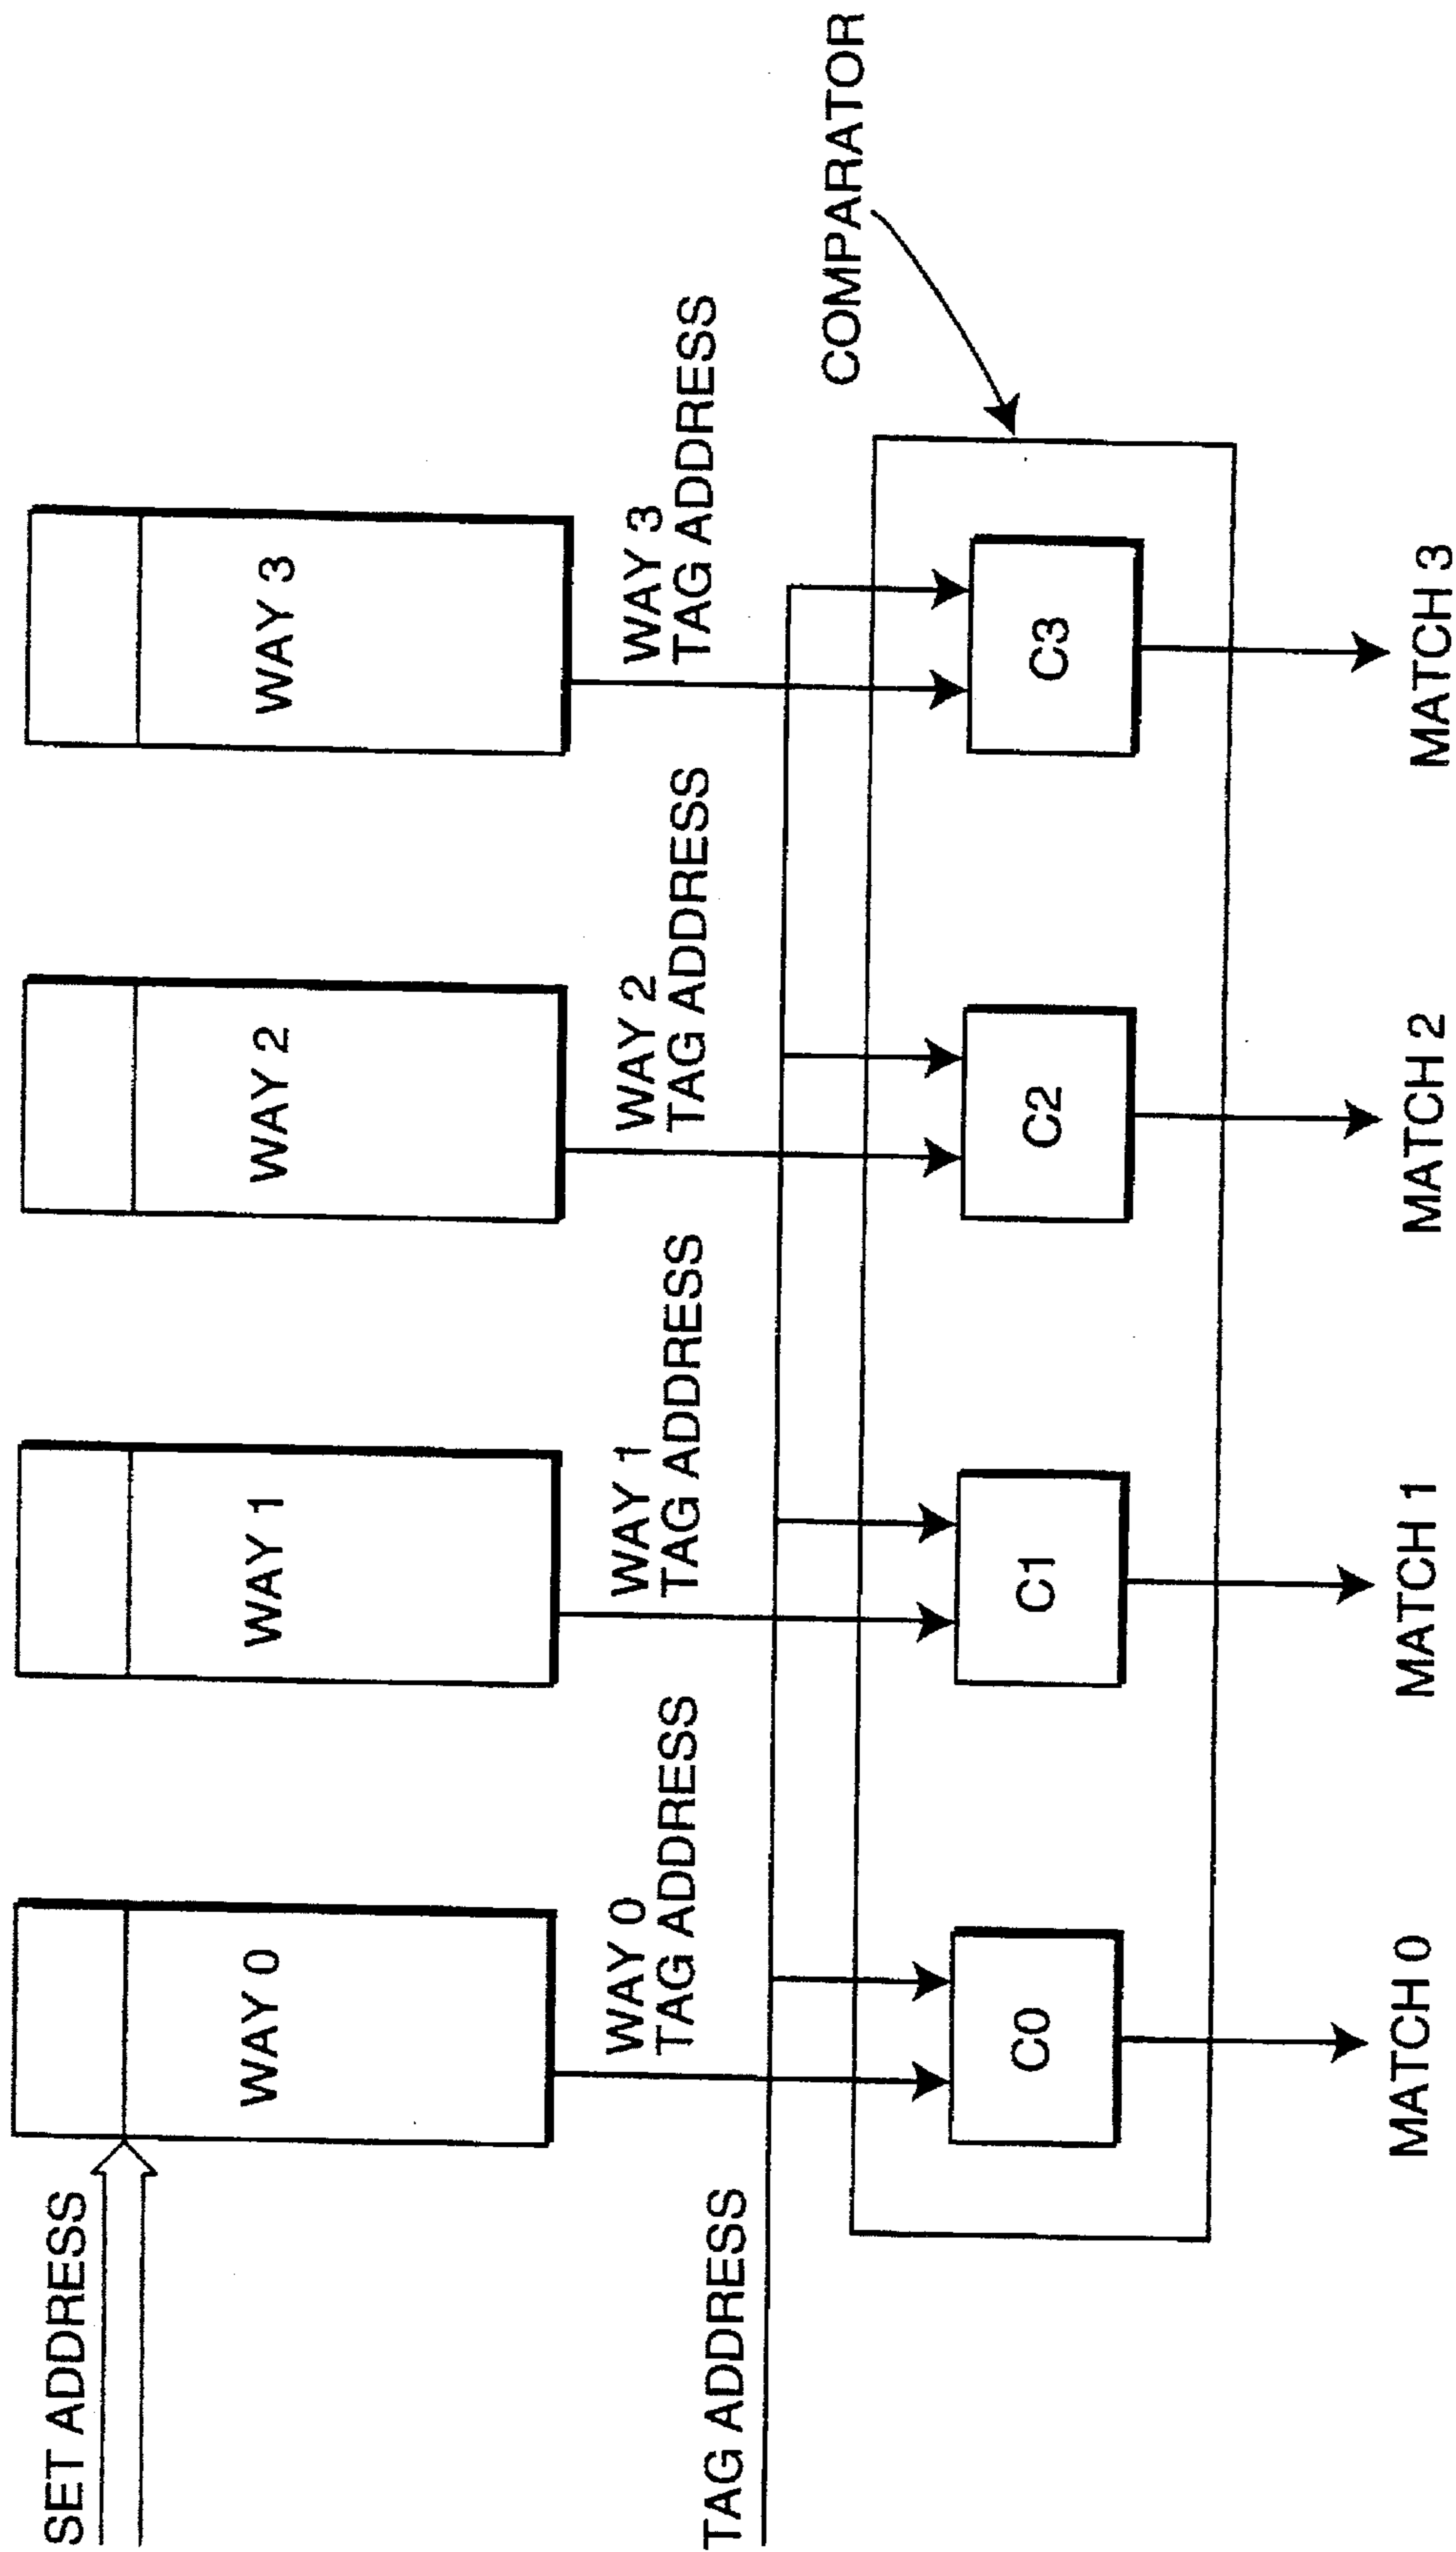 SET ADDRESS
WAY 0
WAY 1
WAY 2
WAY 3
WAY 0
TAG ADDRESS
WAY 1
TAG ADDRESS
WAY 2
TAG ADDRESS
WAY 3
TAG ADDRESS
TAG ADDRESS
COMPARATOR
C0
C1
C2
C3
MATCH 0
MATCH 1
MATCH 2
MATCH 3